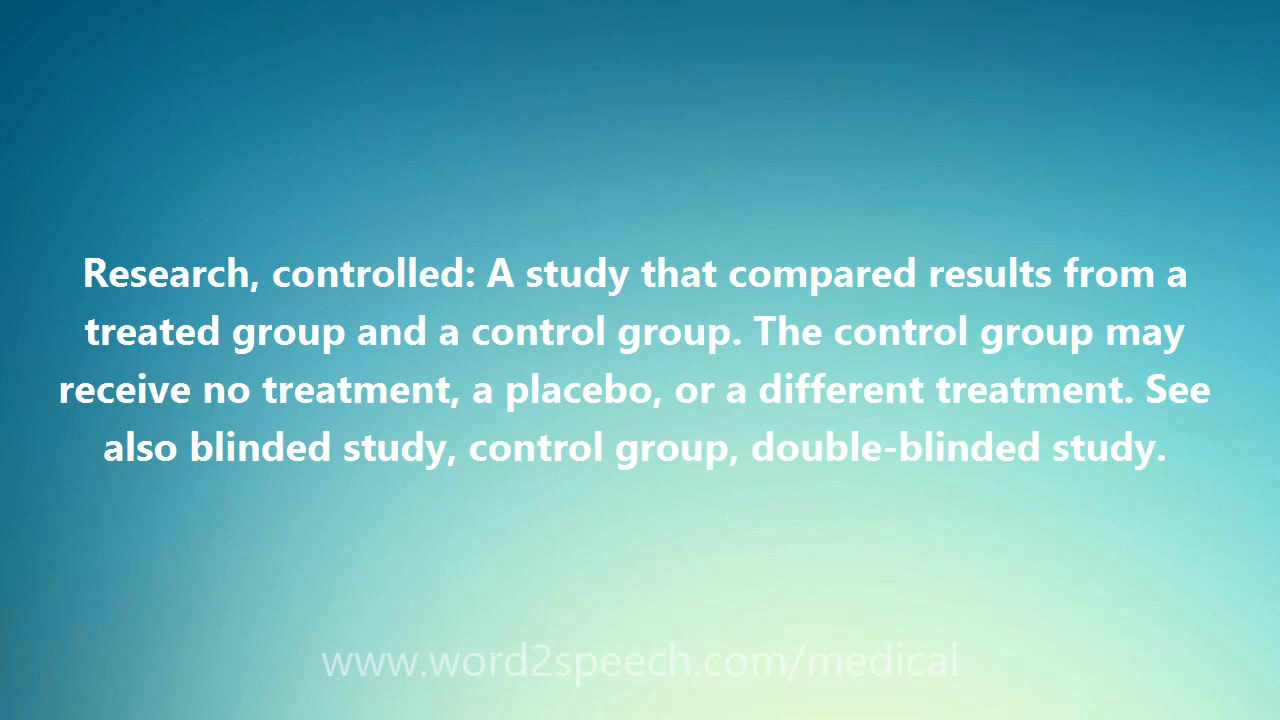 Research, controlled: A study that compared results from a
treated group and a control group. The control group may
receive no treatment, a placebo, or a different treatment. See
also blinded study, control group, double-blinded study.
www.word2speech.com/medical